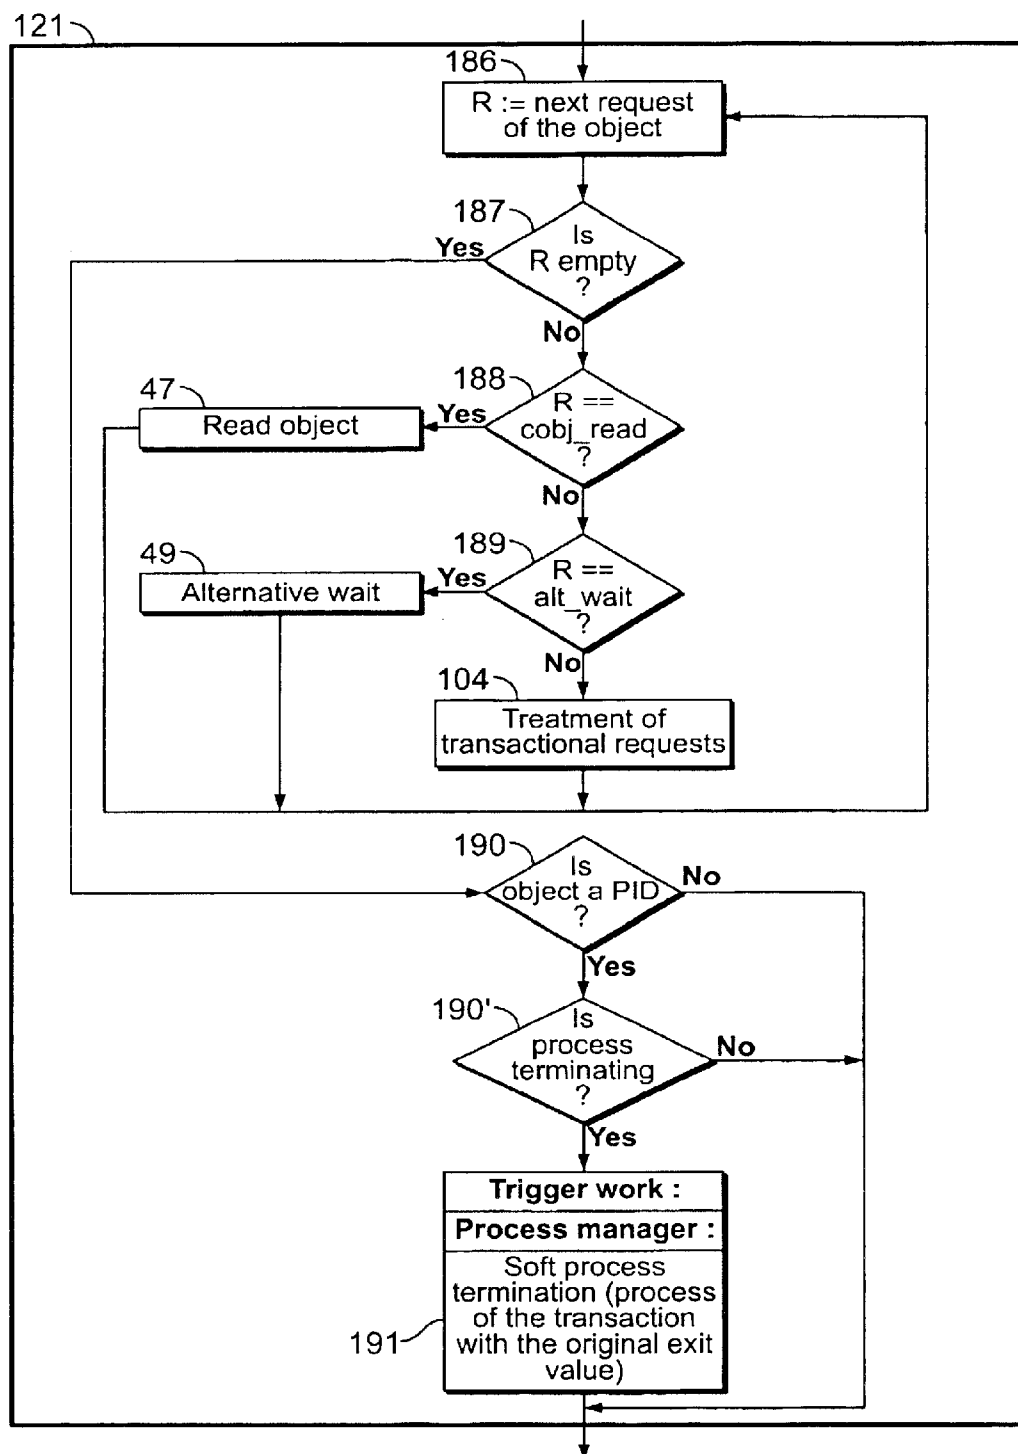 121
186
R := next request
of the object
187
Is
R empty
?
Yes
No
188
R ==
cobj_read
?
Yes
47
Read object
No
189
R ==
alt_wait
?
Yes
49
Alternative wait
No
104
Treatment of
transactional requests
190
Is
object a PID
?
No
Yes
190'
Is
process
terminating
?
No
Yes
Trigger work :
Process manager :
Soft process
termination (process
of the transaction
with the original exit
value)
191